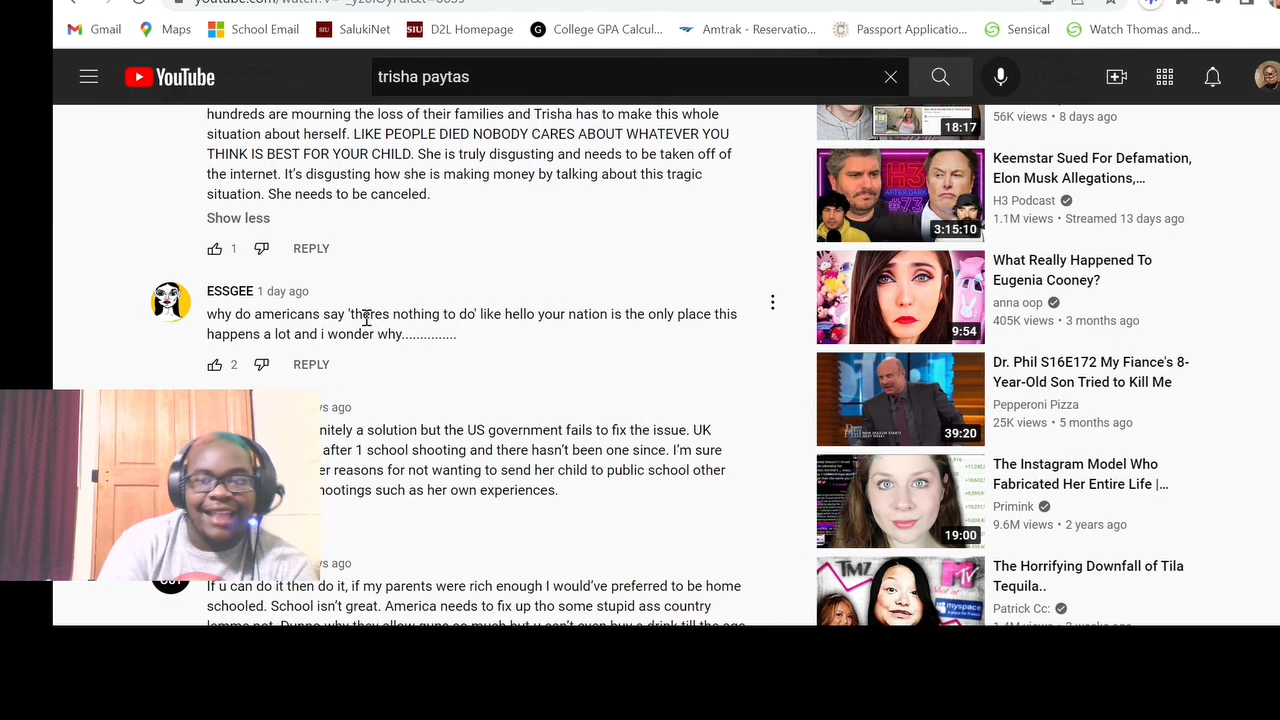 Gmail
Maps
School Email
SIU
SalukiNet
SIU
D2L Homepage
College GPA Calcul...
Amtrak - Reservatio...
Passport Applicatio...
Sensical
Watch Thomas and...
YouTube
trisha paytas
hundreds are mourning the loss of their families and Trisha has to make this whole
situation about herself. LIKE PEOPLE DIED NOBODY CARES ABOUT WHATEVER YOU
THINK IS BEST FOR YOUR CHILD. She is truly disgusting and needs to be taken off of
the internet. It's disgusting how she is making money by talking about this tragic
situation. She needs to be canceled.
Show less
1
REPLY
ESSGEE 1 day ago
why do americans say 'theres nothing to do' like hello your nation is the only place this
happens a lot and i wonder why...............
2
REPLY
ago
but the US government fails to fix the issue. UK
after 1 school shooting and there hasn't been one since. I'm sure
reasons for not wanting to send her child to public school other
such as her own experiences.
ago
If u can do it then do it, if my parents were rich enough I would've preferred to be home
schooled. School isn't great. America needs to fix up tho some stupid ass country
18:17
56K views • 8 days ago
H3
AFTER DARK
#73
3:15:10
Keemstar Sued For Defamation,
Elon Musk Allegations,...
H3 Podcast
1.1M views • Streamed 13 days ago
9:54
What Really Happened To
Eugenia Cooney?
anna oop
405K views • 3 weeks ago
39:20
Dr. Phil S16E172 My Fiance's 8-
Year-Old Son Tried to Kill Me
Pepperoni Pizza
25K views • 5 months ago
19:00
The Instagram Model Who
Fabricated Her Entire Life |...
Primink
9.6M views • 2 years ago
TMZ
myspace
The Horrifying Downfall of Tila
Tequila..
Patrick Cc: